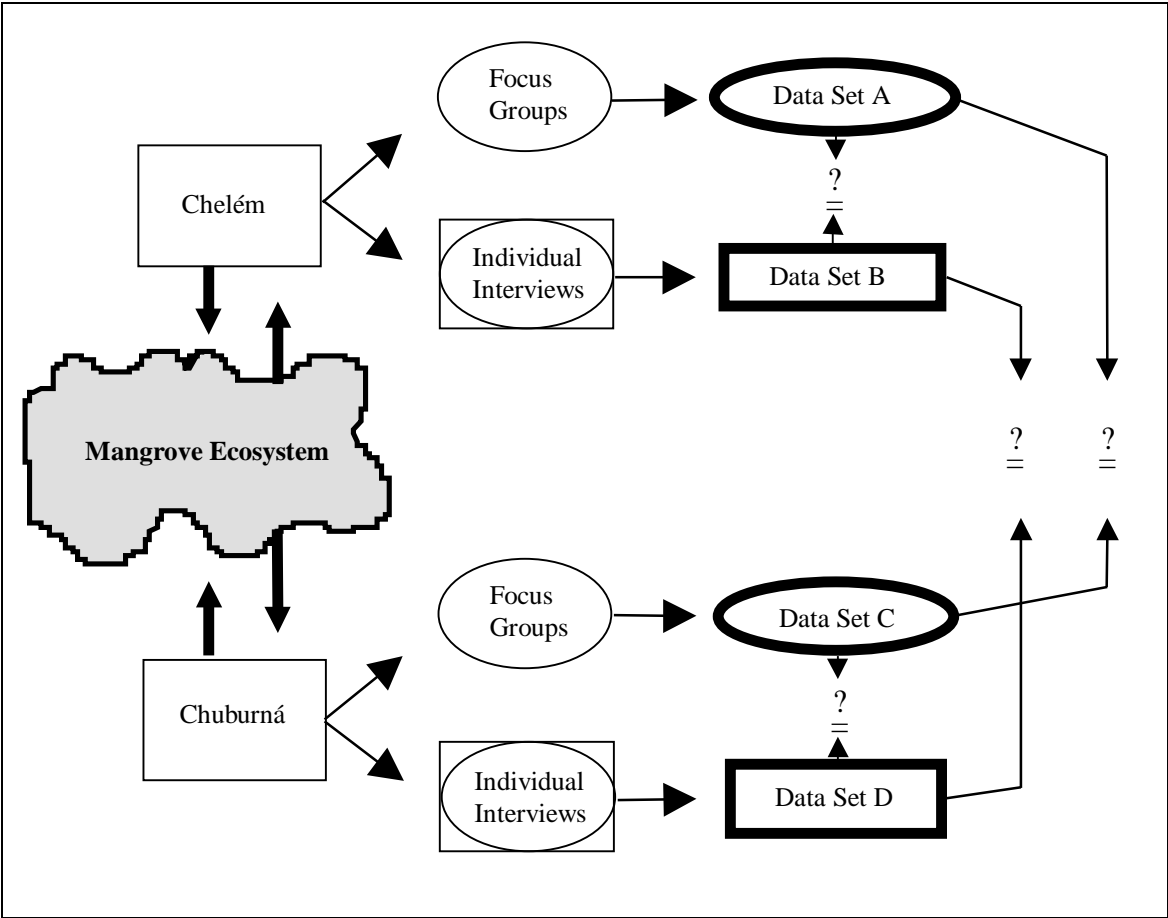 Focus
Groups
Data Set A
?
=
Chelém
Individual
Interviews
Data Set B
Mangrove Ecosystem
? ?
= =
Focus
Groups
Data Set C
?
=
Chuburná
Individual
Interviews
Data Set D